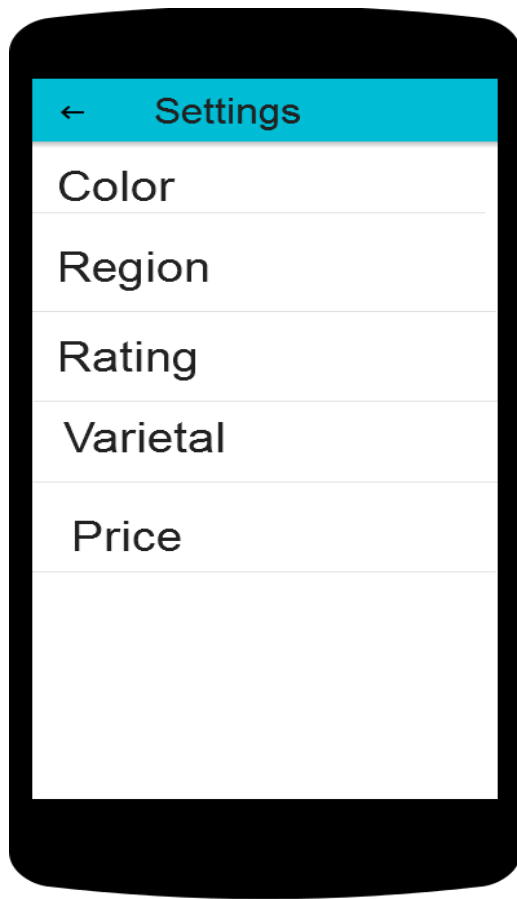 ← Settings
Color
Region
Rating
Varietal
Price